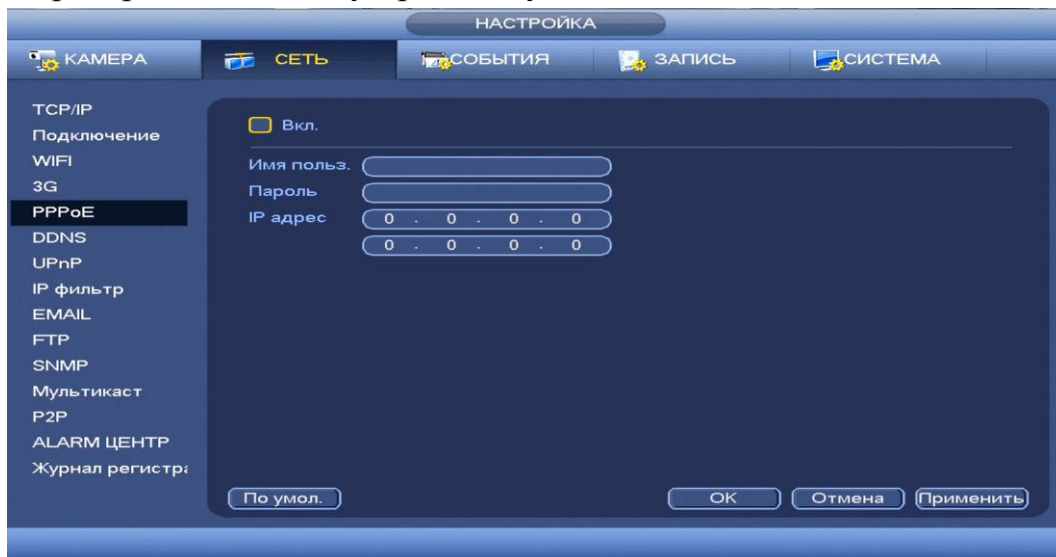 НАСТРОЙКА
КАМЕРА СЕТЬ СОБЫТИЯ ЗАПИСЬ СИСТЕМА
TCP/IP
Подключение
WIFI
3G
PPPoE
DDNS
UPnP
IP фильтр
EMAIL
FTP
SNMP
Мультикаст
P2P
ALARM ЦЕНТР
Журнал регистра
Вкл.
Имя польз.
Пароль
IP адрес 0 . 0 . 0 . 0
0 . 0 . 0 . 0
По умол. OK Отмена Применить